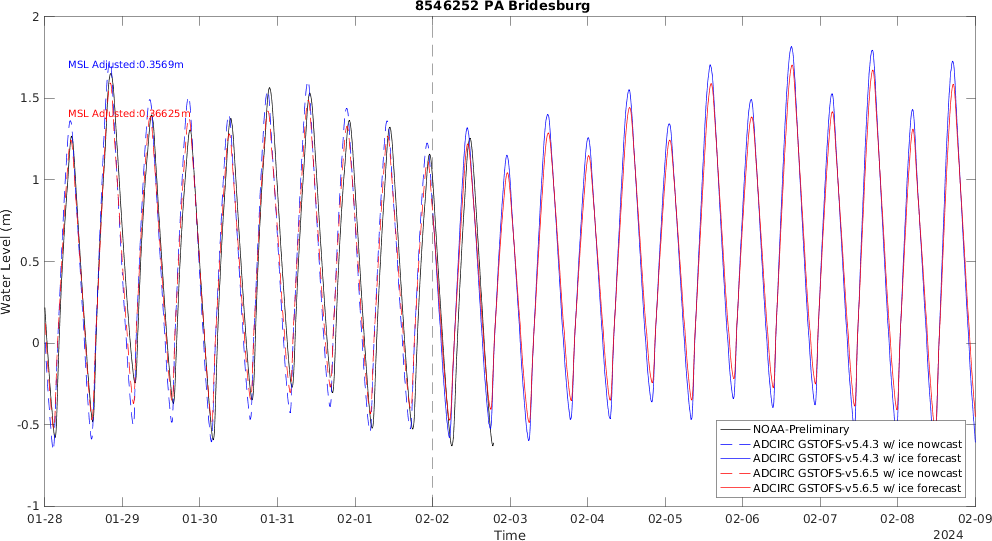 8546252 PA Bridesburg
2
1.5
1
0.5
0
-0.5
-1
Water Level (m)
MSL Adjusted:0.3569m
MSL Adjusted:0.36625m
NOAA-Preliminary
ADCIRC GSTOFS-v5.4.3 w/ ice nowcast
ADCIRC GSTOFS-v5.4.3 w/ ice forecast
ADCIRC GSTOFS-v5.6.5 w/ ice nowcast
ADCIRC GSTOFS-v5.6.5 w/ ice forecast
01-28 01-29 01-30 01-31 02-01 02-02 02-03 02-04 02-05 02-06 02-07 02-08 02-09
Time
2024